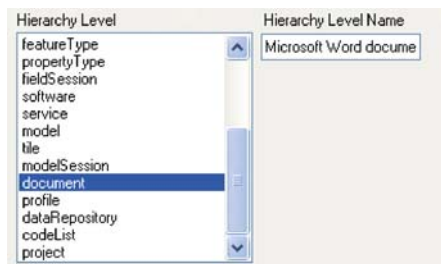 Hierarchy Level
Hierarchy Level Name
featureType
Microsoft Word docume
propertyType
fieldSession
software
service
model
tile
modelSession
document
profile
dataRepository
codeList
project